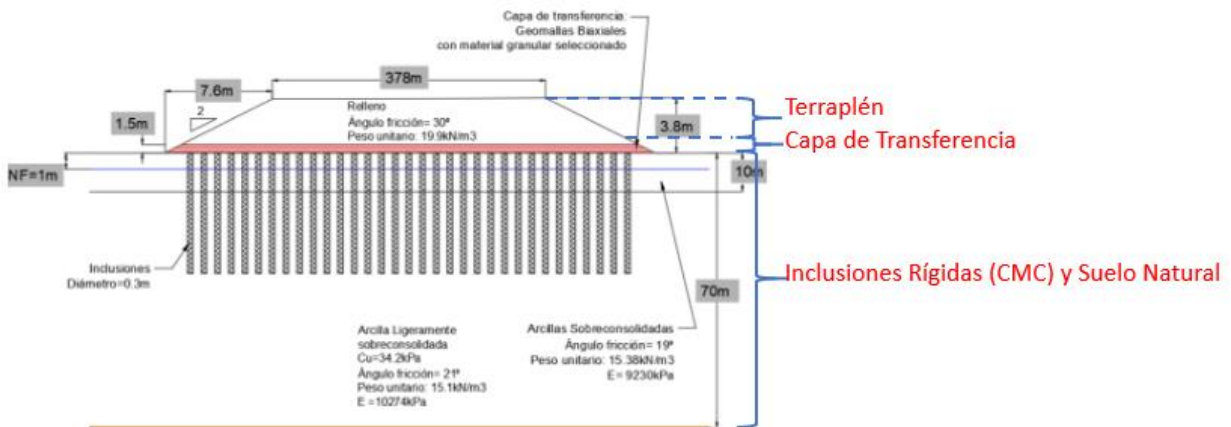 Capa de transferencia:
Geomallas Biaxiales
con material granular seleccionado
378m
7.6m
2
1.5m
Relleno
Ángulo fricción= 30º
Peso unitario: 19.9kN/m3
3.8m
Terraplén
Capa de Transferencia
NF=1m
10m
Inclusiones
Diámetro=0.3m
70m
Inclusiones Rígidas (CMC) y Suelo Natural
Arcilla Ligeramente
sobreconsolidada
Cu=34.2kPa
Ángulo fricción= 21º
Peso unitario: 15.1kN/m3
E =10274kPa
Arcillas Sobreconsolidadas
Ángulo fricción= 19º
Peso unitario: 15.38kN/m3
E= 9230kPa